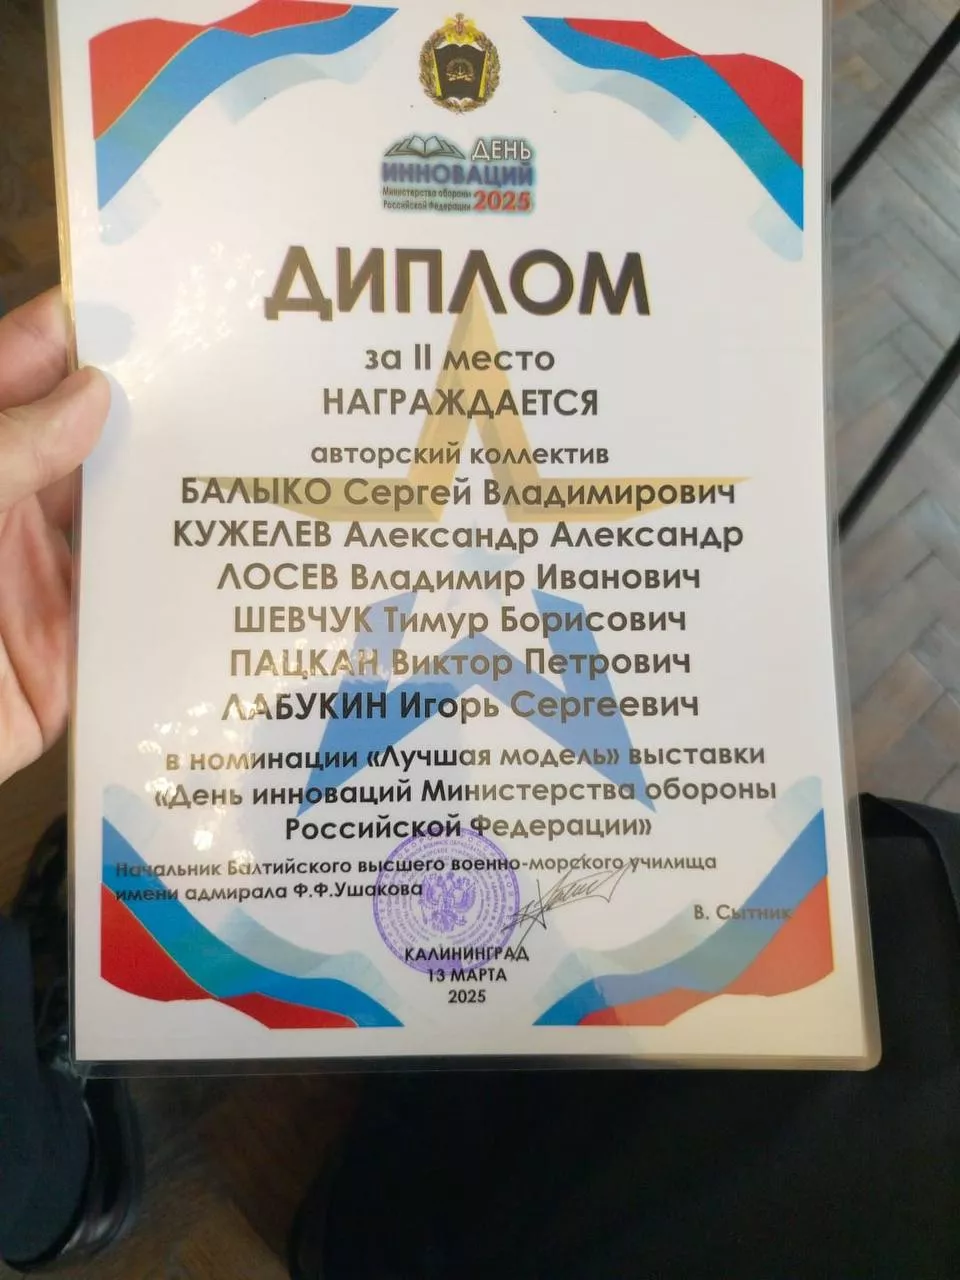 ДЕНЬ
ИННОВАЦИЙ
Министерства обороны
Российской Федерации 2025
ДИПЛОМ
за II место
НАГРАЖДАЕТСЯ
авторский коллектив
БАЛЫКО Сергей Владимирович
КУЖЕЛЕВ Александр Александр
ЛОСЕВ Владимир Иванович
ШЕВЧУК Тимур Борисович
ПАЦКАН Виктор Петрович
ЛАБУКИН Игорь Сергеевич
в номинации «Лучшая модель» выставки
«День инноваций Министерства обороны
Российской Федерации»
Начальник Балтийского высшего военно-морского училища
имени адмирала Ф.Ф.Ушакова
В. Сытник
КАЛИНИНГРАД
13 МАРТА
2025